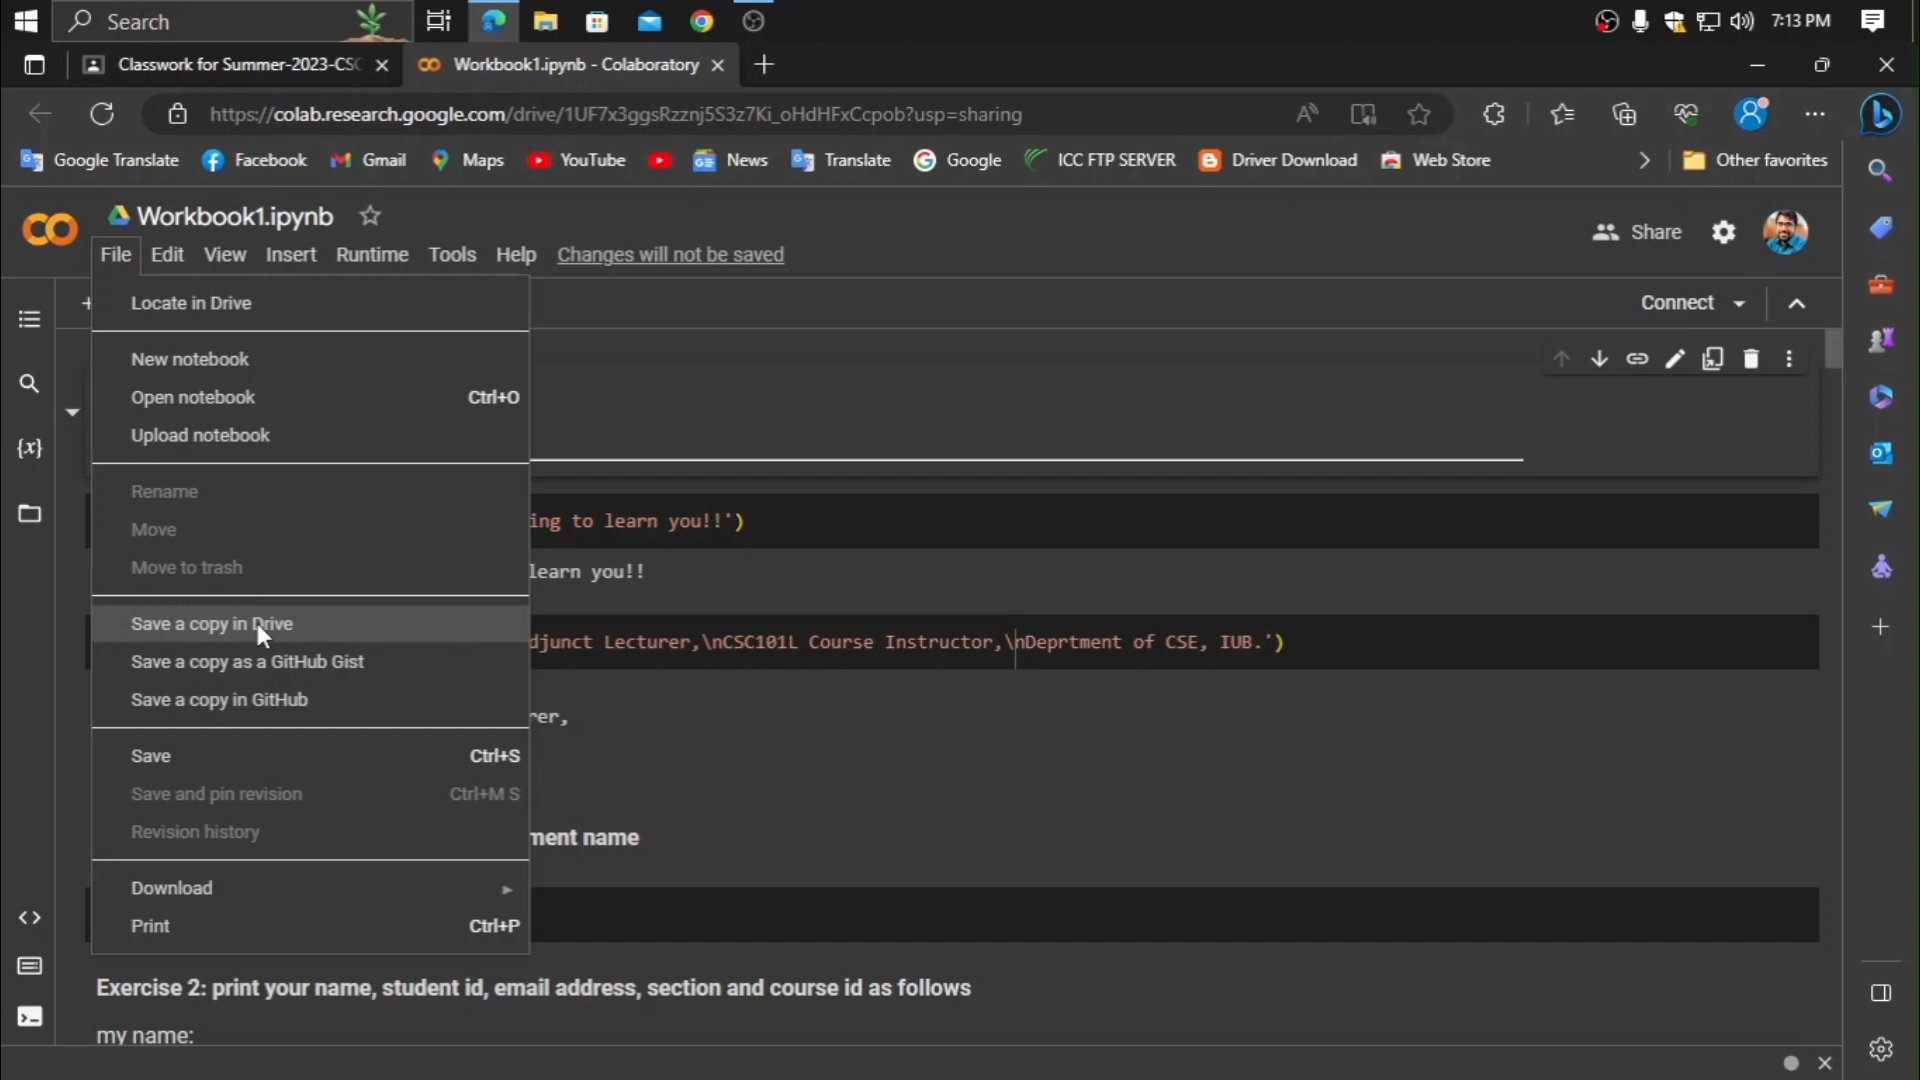 Search
7:13 PM
Classwork for Summer-2023-CSC
Workbook1.ipynb - Colaboratory
https://colab.research.google.com/drive/1UF7x3ggsRzznj5S3z7Ki_oHdHFxCcpob?usp=sharing
Google Translate Facebook Gmail Maps YouTube News Translate Google ICC FTP SERVER Driver Download Web Store Other favorites
Workbook1.ipynb
Share
File Edit View Insert Runtime Tools Help Changes will not be saved
Locate in Drive
Connect
New notebook
Open notebook Ctrl+O
Upload notebook
{x}
Rename
ing to learn you!!')
Move
Move to trash
learn you!!
Save a copy in Drive
djunct Lecturer,\nCSC101L Course Instructor,\nDeprtment of CSE, IUB.')
Save a copy as a GitHub Gist
Save a copy in GitHub
rer,
Save Ctrl+S
Save and pin revision Ctrl+M S
Revision history
ment name
Download
Print Ctrl+P
Exercise 2: print your name, student id, email address, section and course id as follows
my name: